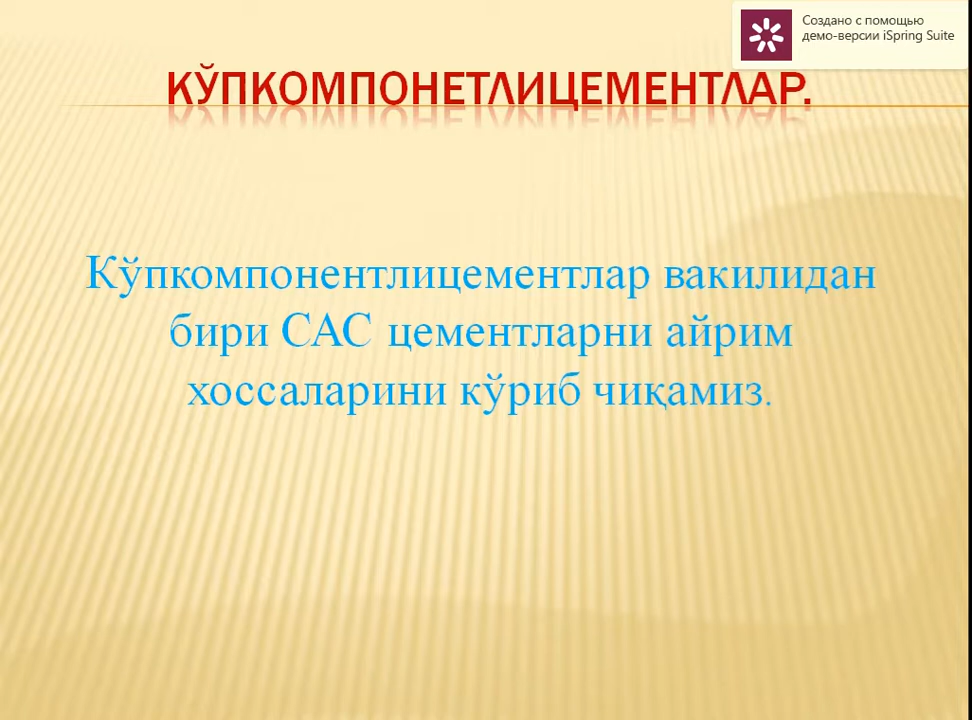 Создано с помощью
демо-версии iSpring Suite
КЎПКОМПОНЕТЛИЦЕМЕНТЛАР.
Кўпкомпонентлицементлар вакилидан
бири САС цементларни айрим
хоссаларини кўриб чиқамиз.